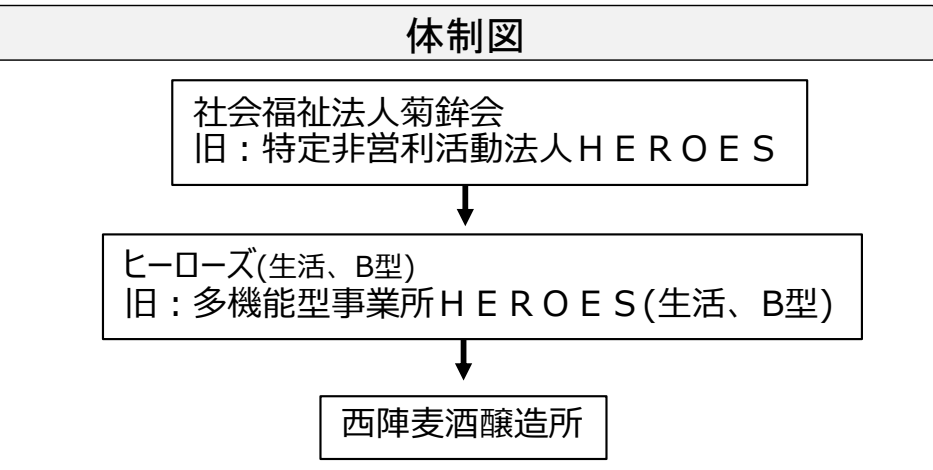 体制図
社会福祉法人菊鉾会
旧：特定非営利活動法人ＨＥＲＯＥＳ
ヒーローズ(生活、B型)
旧：多機能型事業所ＨＥＲＯＥＳ(生活、B型)
西陣麦酒醸造所